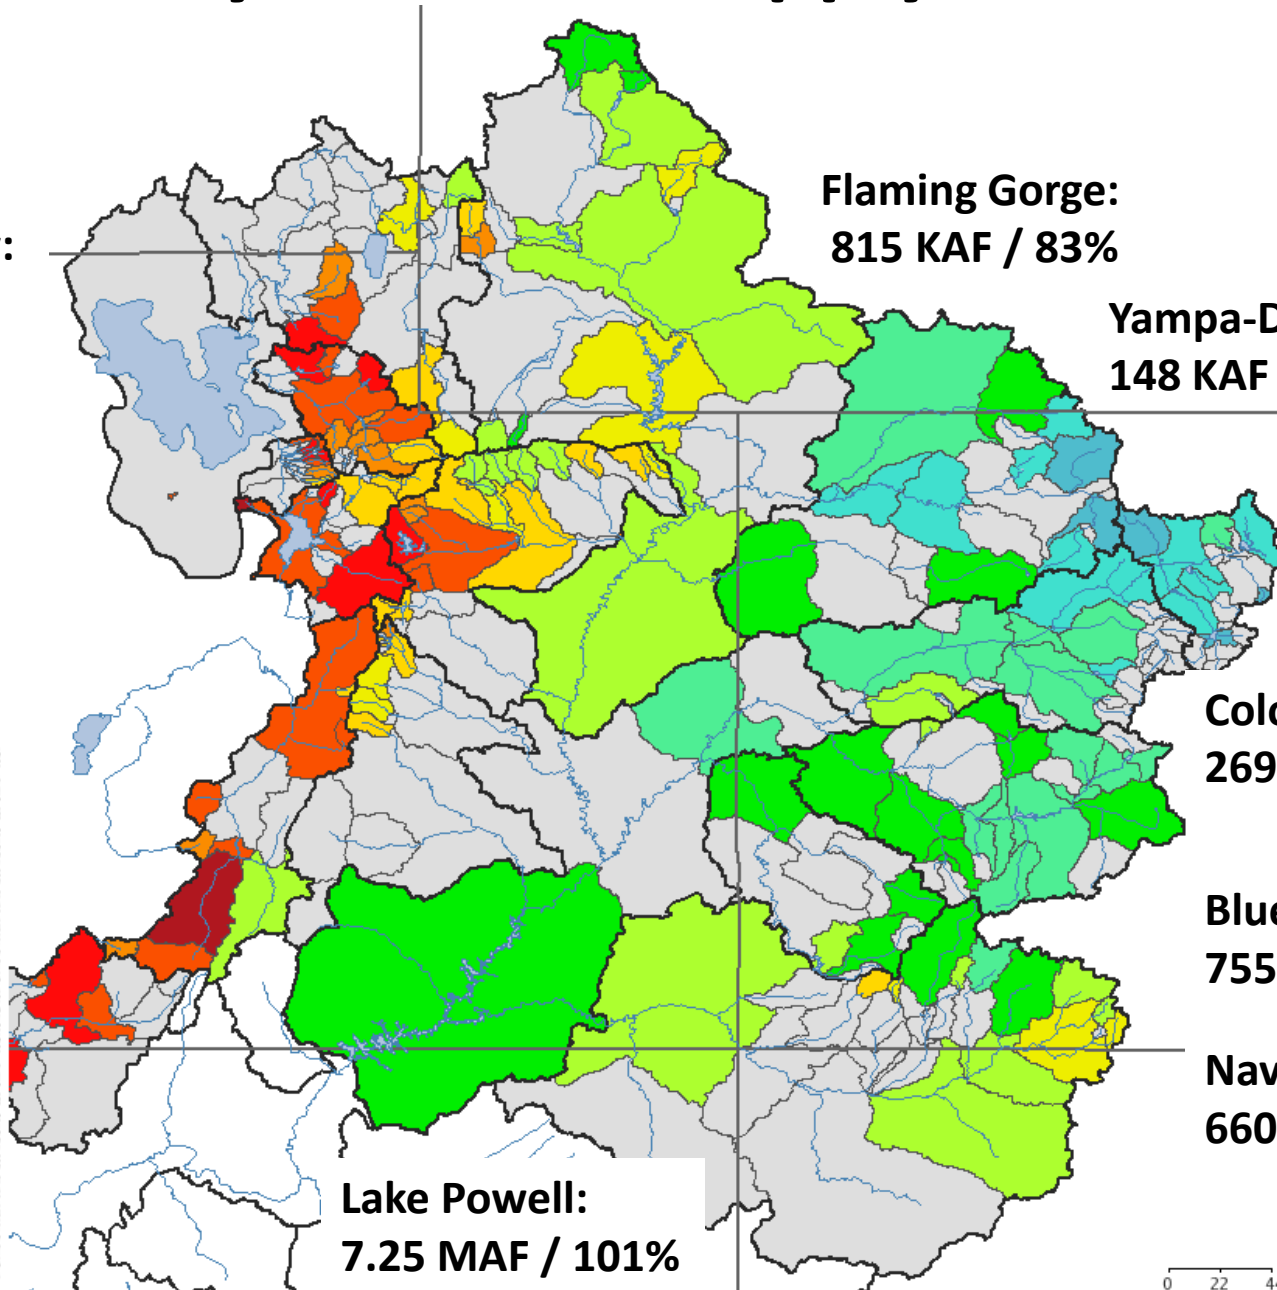 Flaming Gorge:
815 KAF / 83%
Yampa-D
148 KAF
Colo
269
Blue
755
Nav
660
Lake Powell:
7.25 MAF / 101%
0 22 44